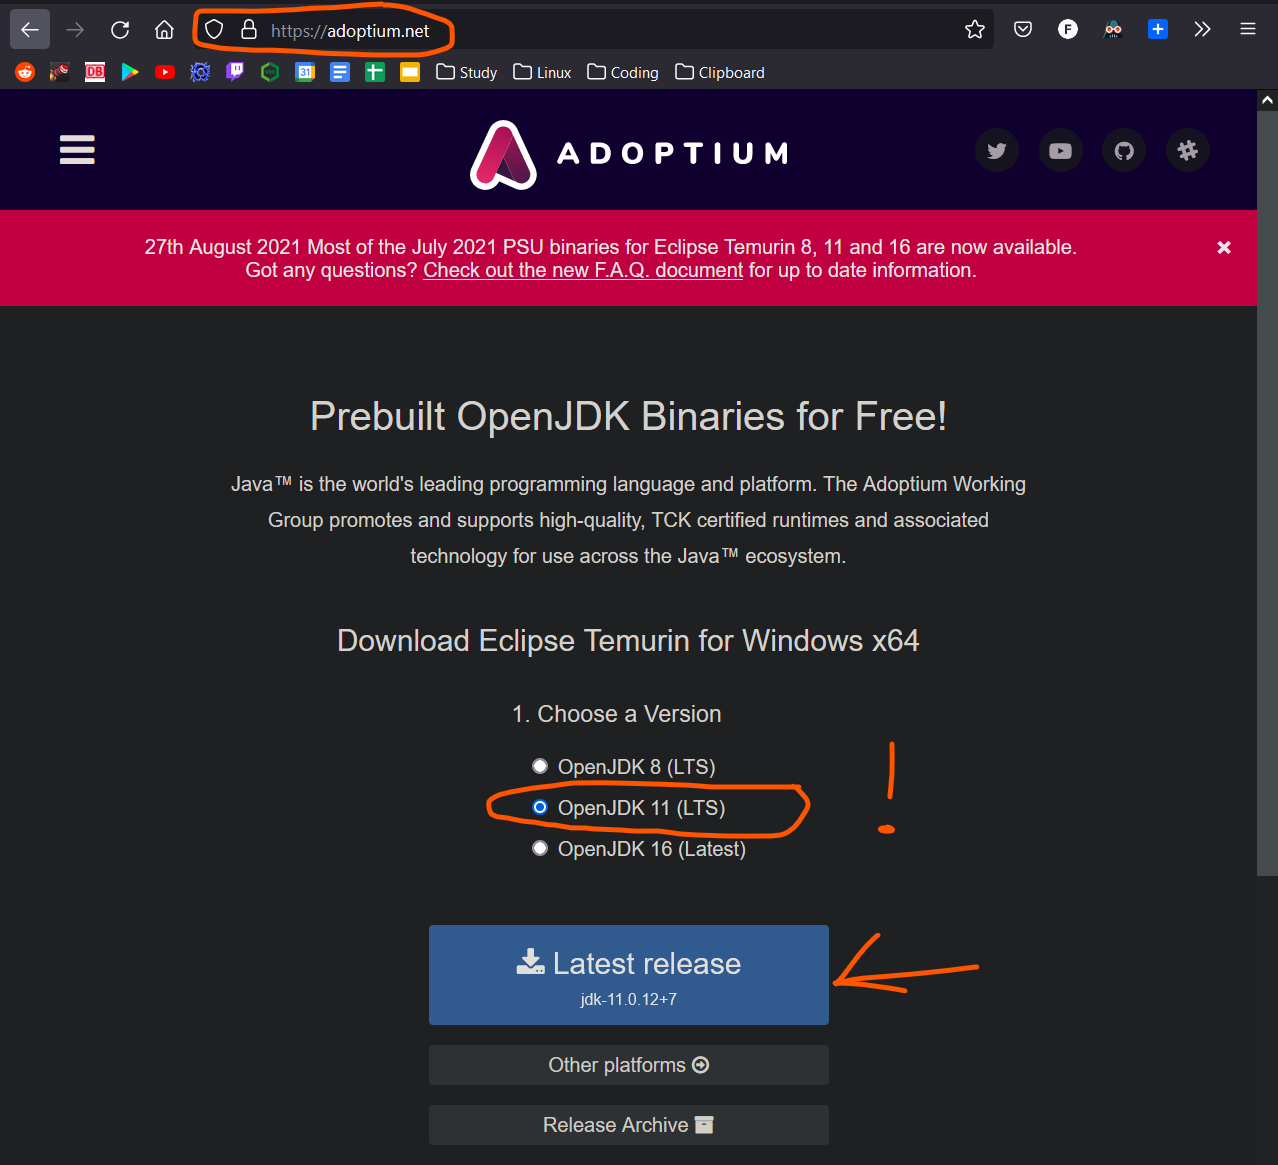 https://adoptium.net
F
DB
31
Study
Linux
Coding
Clipboard
ADOPTIUM
27th August 2021 Most of the July 2021 PSU binaries for Eclipse Temurin 8, 11 and 16 are now available.
Got any questions? Check out the new F.A.Q. document for up to date information.
Prebuilt OpenJDK Binaries for Free!
Java™ is the world's leading programming language and platform. The Adoptium Working
Group promotes and supports high-quality, TCK certified runtimes and associated
technology for use across the Java™ ecosystem.
Download Eclipse Temurin for Windows x64
1. Choose a Version
OpenJDK 8 (LTS)
OpenJDK 11 (LTS)
!
OpenJDK 16 (Latest)
Latest release
jdk-11.0.12+7
Other platforms
Release Archive